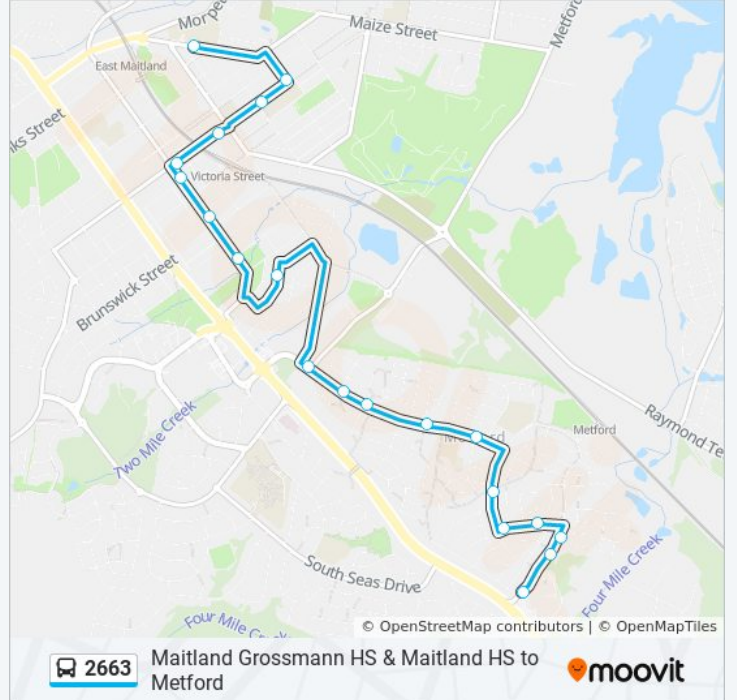 Morpe
Maize Street
Metford
East Maitland
ks Street
Victoria Street
Brunswick Street
Two Mile Creek
Metford
Raymond Te
South Seas Drive
Four Mile Creek
Four Mile Creek
© OpenStreetMap contributors | © OpenMapTiles
2663
Maitland Grossmann HS & Maitland HS to
Metford
moovit